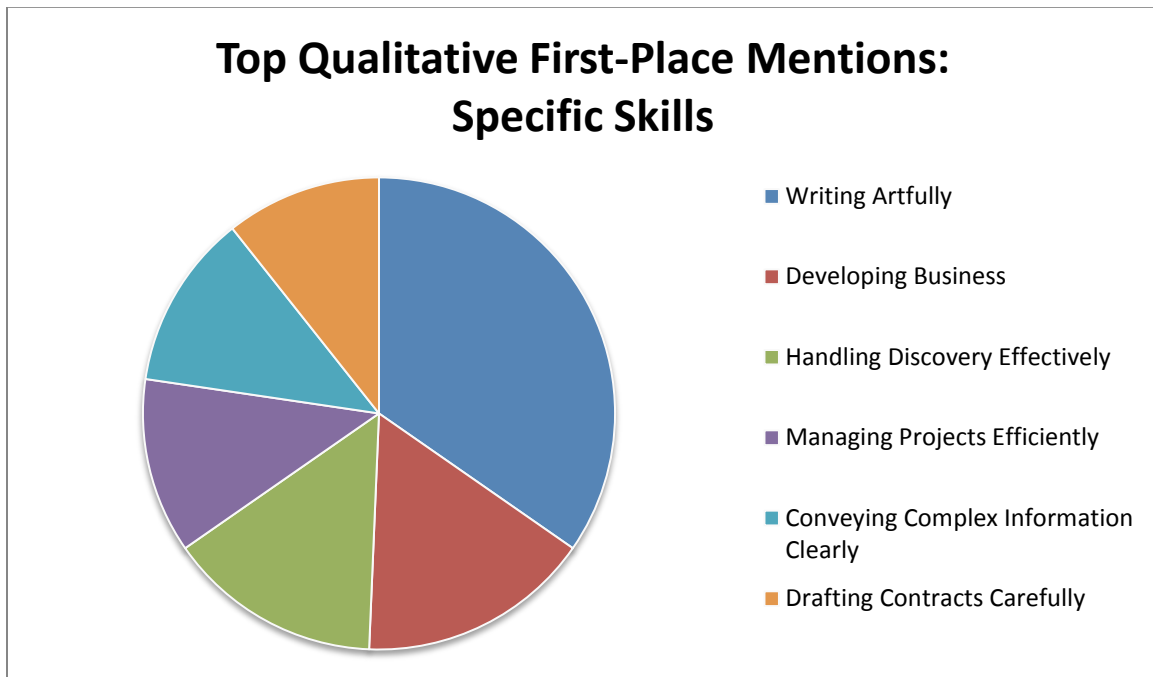 Top Qualitative First-Place Mentions:
Specific Skills
Writing Artfully
Developing Business
Handling Discovery Effectively
Managing Projects Efficiently
Conveying Complex Information
Clearly
Drafting Contracts Carefully